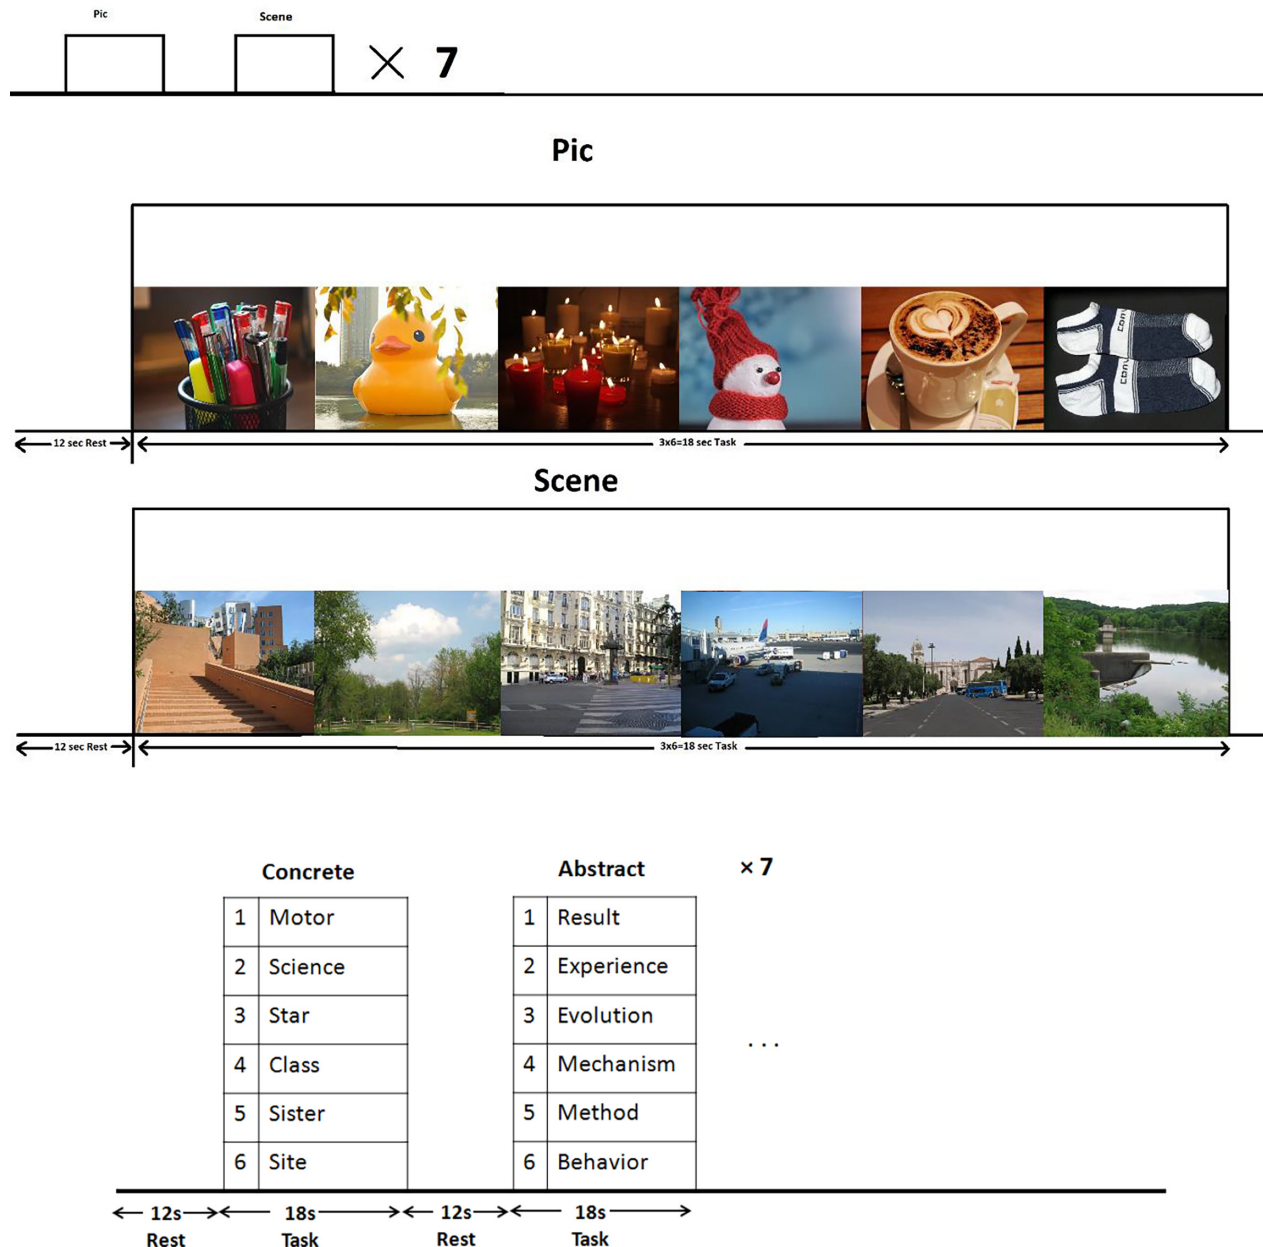 Pic
Scene
× 7
Pic
12 sec Rest
3x6=18 sec Task
Scene
12 sec Rest
3x6=18 sec Task
Concrete
Abstract
× 7
1 Motor
1 Result
2 Science
2 Experience
3 Star
3 Evolution
. . .
4 Class
4 Mechanism
5 Sister
5 Method
6 Site
6 Behavior
12s
18s
12s
18s
Rest
Task
Rest
Task